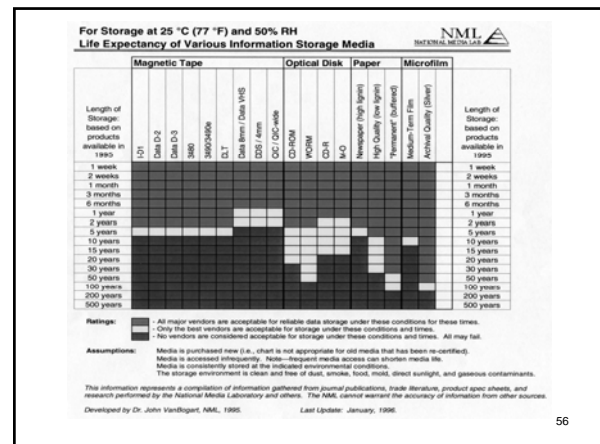 For Storage at 25 °C (77 °F) and 50% RH
Life Expectancy of Various Information Storage Media
NML
NATIONAL MEDIA LAB
Magnetic Tape Optical Disk Paper Microfilm
Length of Storage: based on products available in 1995
I-D1
Data D-2
Data D-3
3480
3490/3490e
DLT
Data 8mm / Data VHS
DDS / 4mm
QIC / QIC-wide
CD-ROM
WORM
CD-R
M-O
Newspaper (high lignin)
High Quality (low lignin)
"Permanent" (buffered)
Medium-Term Film
Archival Quality (Silver)
Length of Storage: based on products available in 1995
1 week 1 week
2 weeks 2 weeks
1 month 1 month
3 months 3 months
6 months 6 months
1 year 1 year
2 years 2 years
5 years 5 years
10 years 10 years
15 years 15 years
20 years 20 years
30 years 30 years
50 years 50 years
100 years 100 years
200 years 200 years
500 years 500 years
Ratings: - All major vendors are acceptable for reliable data storage under these conditions for these times.
- Only the best vendors are acceptable for storage under these conditions and times.
- No vendors are considered acceptable for storage under these conditions and times. All may fail.
Assumptions: Media is purchased new (i.e., chart is not appropriate for old media that has been re-certified).
Media is accessed infrequently. Note—frequent media access can shorten media life.
Media is consistently stored at the indicated environmental conditions.
The storage environment is clean and free of dust, smoke, food, mold, direct sunlight, and gaseous contaminants.
This information represents a compilation of information gathered from journal publications, trade literature, product spec sheets, and
research performed by the National Media Laboratory and others. The NML cannot warrant the accuracy of information from other sources.
Developed by Dr. John VanBogart, NML, 1995. Last Update: January, 1996.
56